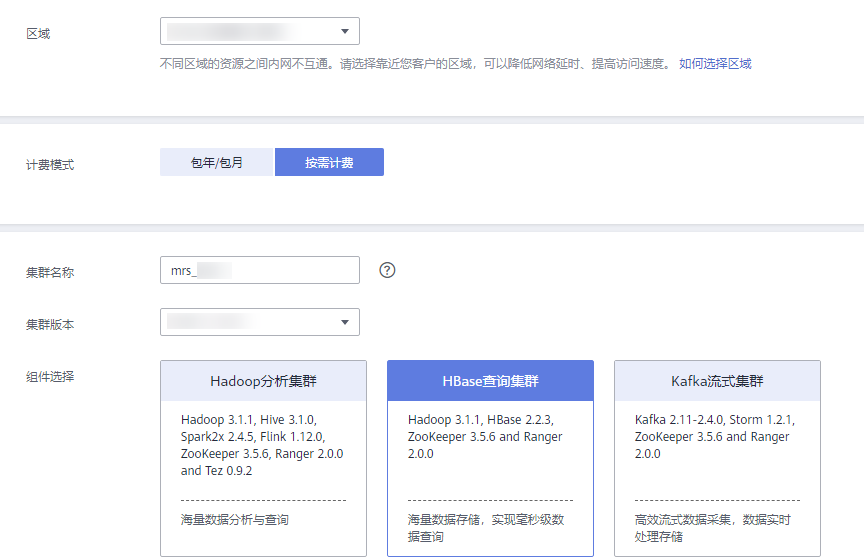 区域
不同区域的资源之间内网不互通。请选择靠近您客户的区域，可以降低网络延时、提高访问速度。 如何选择区域
计费模式
包年/包月 按需计费
集群名称
mrs_
?
集群版本
组件选择
Hadoop分析集群
Hadoop 3.1.1, Hive 3.1.0,
Spark2x 2.4.5, Flink 1.12.0,
ZooKeeper 3.5.6, Ranger 2.0.0
and Tez 0.9.2
海量数据分析与查询
HBase查询集群
Hadoop 3.1.1, HBase 2.2.3,
ZooKeeper 3.5.6 and Ranger
2.0.0
海量数据存储，实现毫秒级数
据查询
Kafka流式集群
Kafka 2.11-2.4.0, Storm 1.2.1,
ZooKeeper 3.5.6 and Ranger
2.0.0
高效流式数据采集，数据实时
处理存储